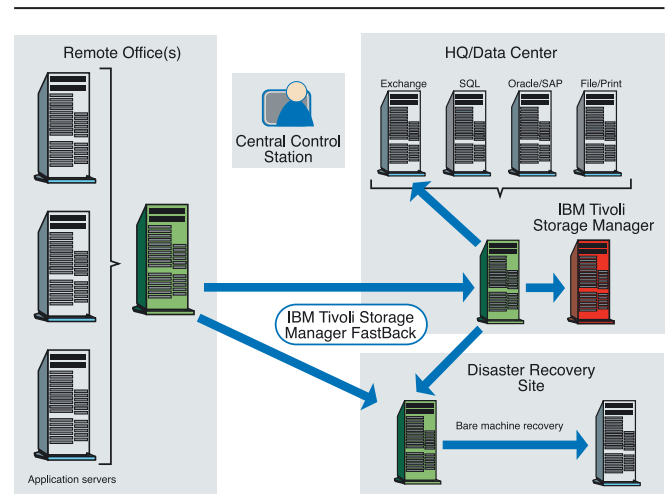 Remote Office(s)
Application servers
Central Control
Station
HQ/Data Center
Exchange
SQL
Oracle/SAP
File/Print
IBM Tivoli
Storage Manager
IBM Tivoli Storage
Manager FastBack
Disaster Recovery
Site
Bare machine recovery